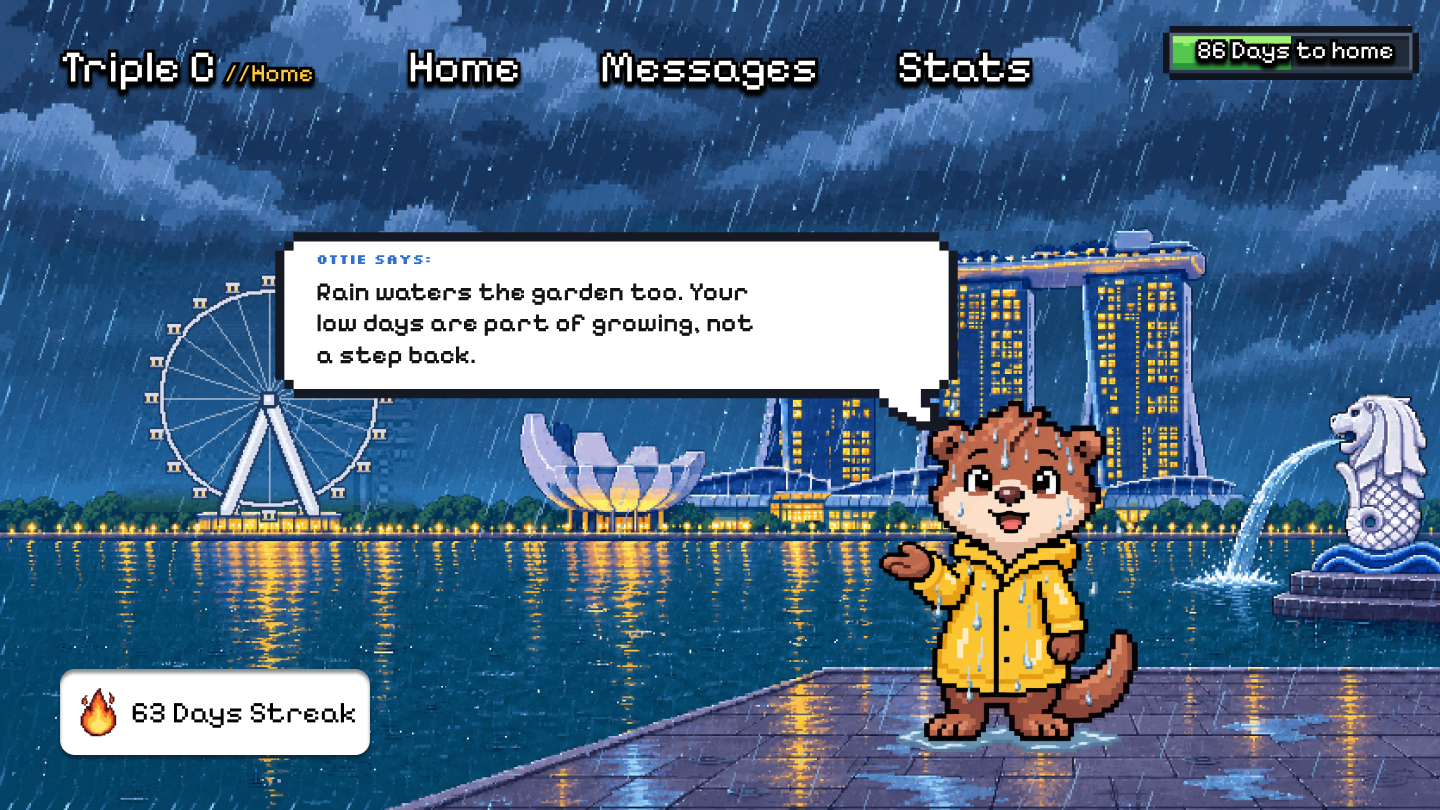 Triple C //Home Home Messages Stats 86 Days to home
OTTIE SAYS:
Rain waters the garden too. Your
low days are part of growing, not
a step back.
63 Days Streak